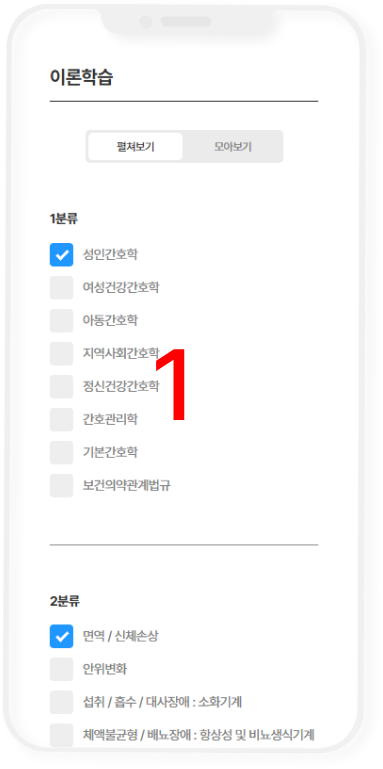 이론학습
펼쳐보기 모아보기
1분류
성인간호학
여성건강간호학
아동간호학
지역사회간호학
정신건강간호학
간호관리학
기본간호학
보건의약관계법규
1
2분류
면역 / 신체손상
안위변화
섭취 / 흡수 / 대사장애 : 소화기계
체액불균형 / 배뇨장애 : 항상성 및 비뇨생식기계